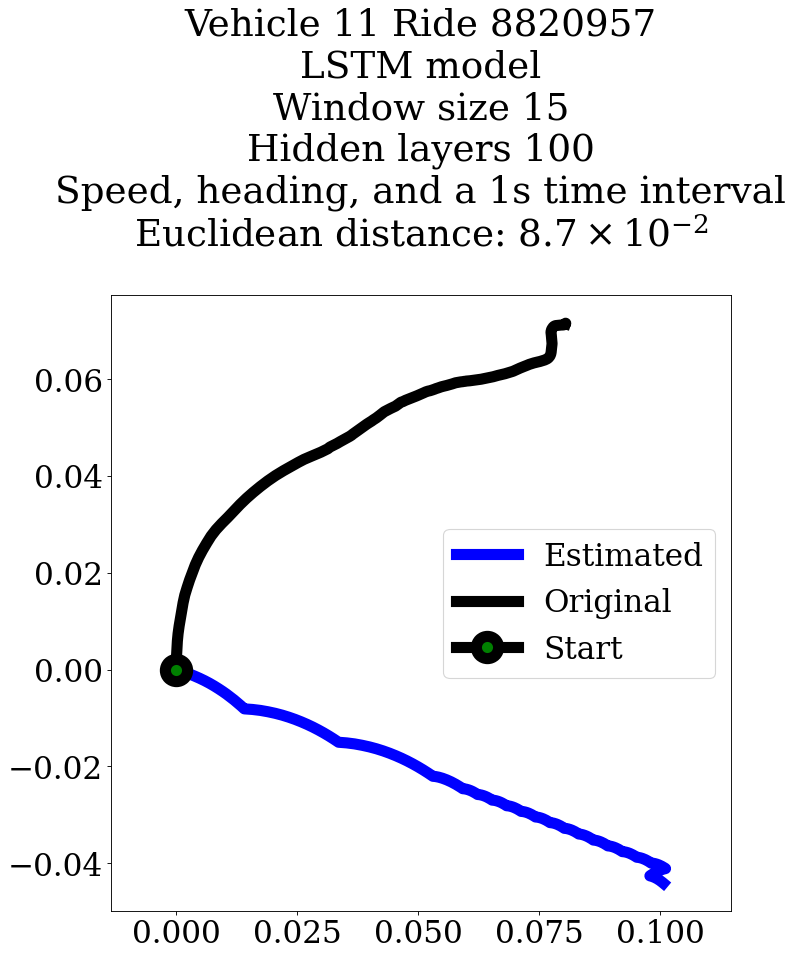 Vehicle 11 Ride 8820957
LSTM model
Window size 15
Hidden layers 100
Speed, heading, and a 1s time interval
Euclidean distance: 8.7 × 10⁻²
0.06
0.04
0.02
0.00
−0.02
−0.04
Estimated
Original
Start
0.000 0.025 0.050 0.075 0.100